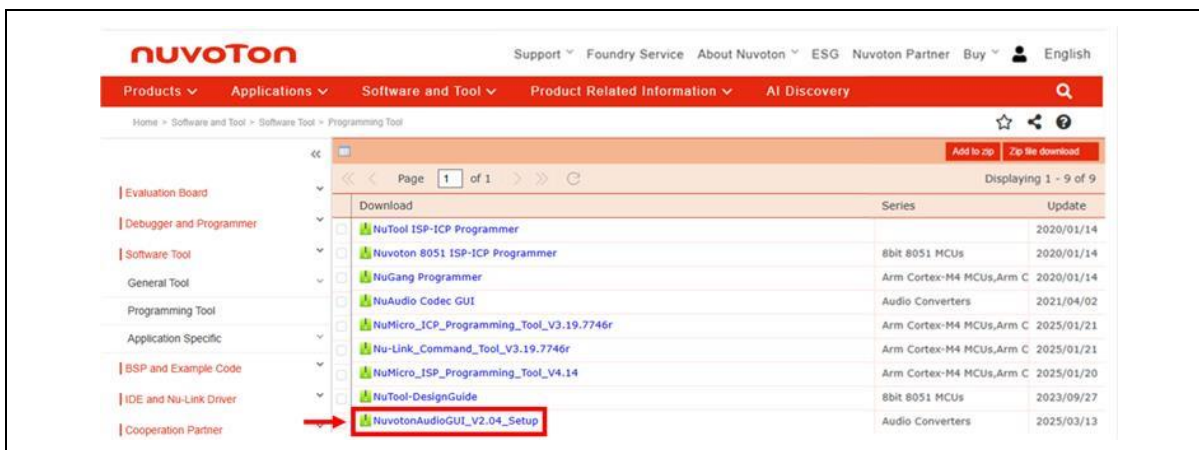 nuvoTon
Support Foundry Service About Nuvoton ESG Nuvoton Partner Buy English
Products Applications Software and Tool Product Related Information AI Discovery
Home > Software and Tool > Software Tool > Programming Tool
Add to zip Zip file download
Page 1 of 1 Displaying 1 - 9 of 9
Evaluation Board
Debugger and Programmer
Software Tool
General Tool
Programming Tool
Application Specific
BSP and Example Code
IDE and Nu-Link Driver
Cooperation Partner
Download Series Update
NuTool ISP-ICP Programmer 2020/01/14
Nuvoton 8051 ISP-ICP Programmer 8bit 8051 MCUs 2020/01/14
NuGang Programmer Arm Cortex-M4 MCUs,Arm C 2020/01/14
NuAudio Codec GUI Audio Converters 2021/04/02
NuMicro_ICP_Programming_Tool_V3.19.7746r Arm Cortex-M4 MCUs,Arm C 2025/01/21
Nu-Link_Command_Tool_V3.19.7746r Arm Cortex-M4 MCUs,Arm C 2025/01/21
NuMicro_ISP_Programming_Tool_V4.14 Arm Cortex-M4 MCUs,Arm C 2025/01/20
NuTool-DesignGuide 8bit 8051 MCUs 2023/09/27
NuvotonAudioGUI_V2.04_Setup Audio Converters 2025/03/13